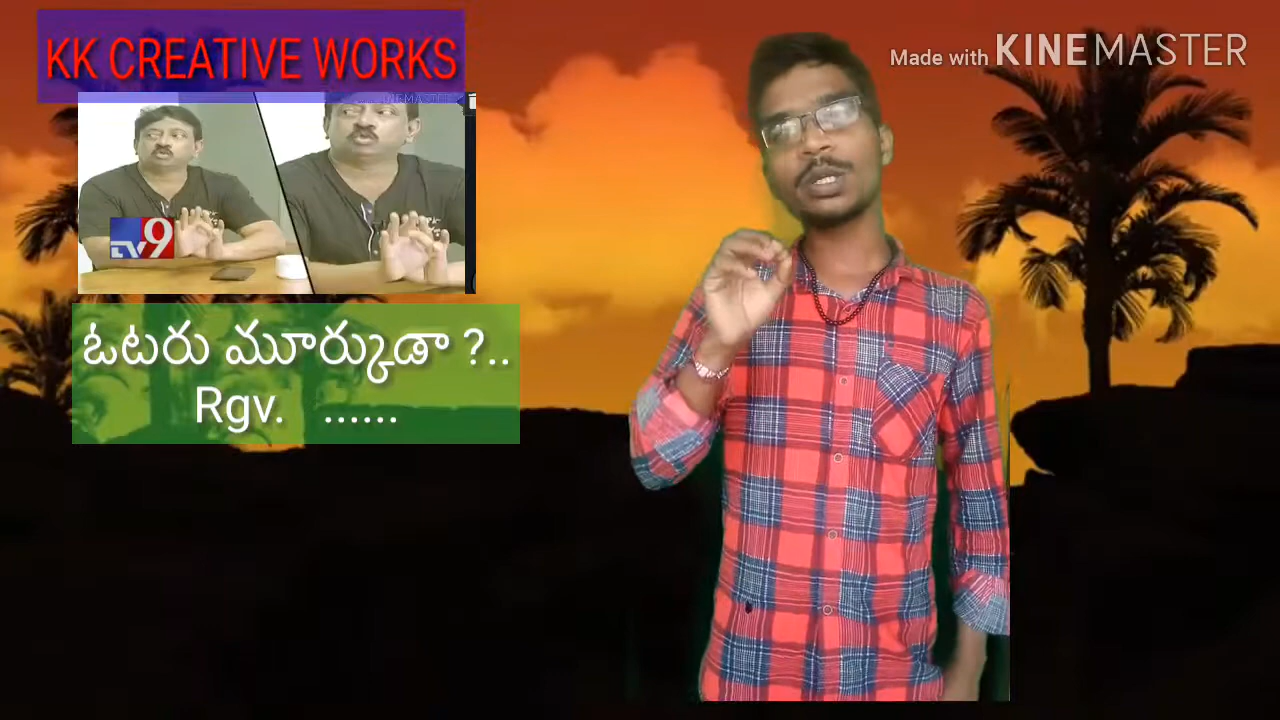 KK CREATIVE WORKS
Made with KINEMASTER
tv9
ఓటరు మూర్ఖుడా ?..
Rgv. ......